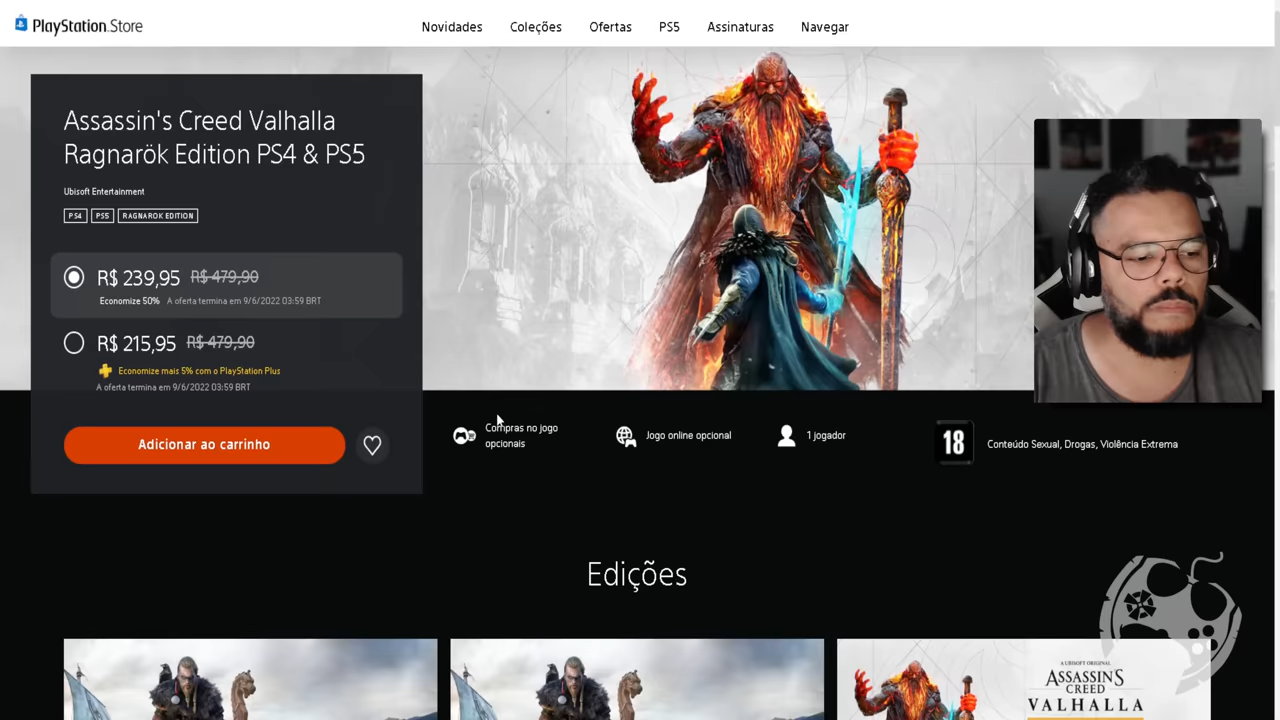 PlayStation.Store
Novidades
Coleções
Ofertas
PS5
Assinaturas
Navegar
Assassin's Creed Valhalla
Ragnarök Edition PS4 & PS5
Ubisoft Entertainment
PS4
PS5
RAGNAROK EDITION
R$ 239,95 R$ 479,90
Economize 50% A oferta termina em 9/6/2022 03:59 BRT
R$ 215,95 R$ 479,90
Economize mais 5% com o PlayStation Plus
A oferta termina em 9/6/2022 03:59 BRT
Adicionar ao carrinho
Compras no jogo
opcionais
Jogo online opcional
1 jogador
18
Conteúdo Sexual, Drogas, Violência Extrema
Edições
A UBISOFT ORIGINAL
ASSASSIN'S
CREED
VALHALLA